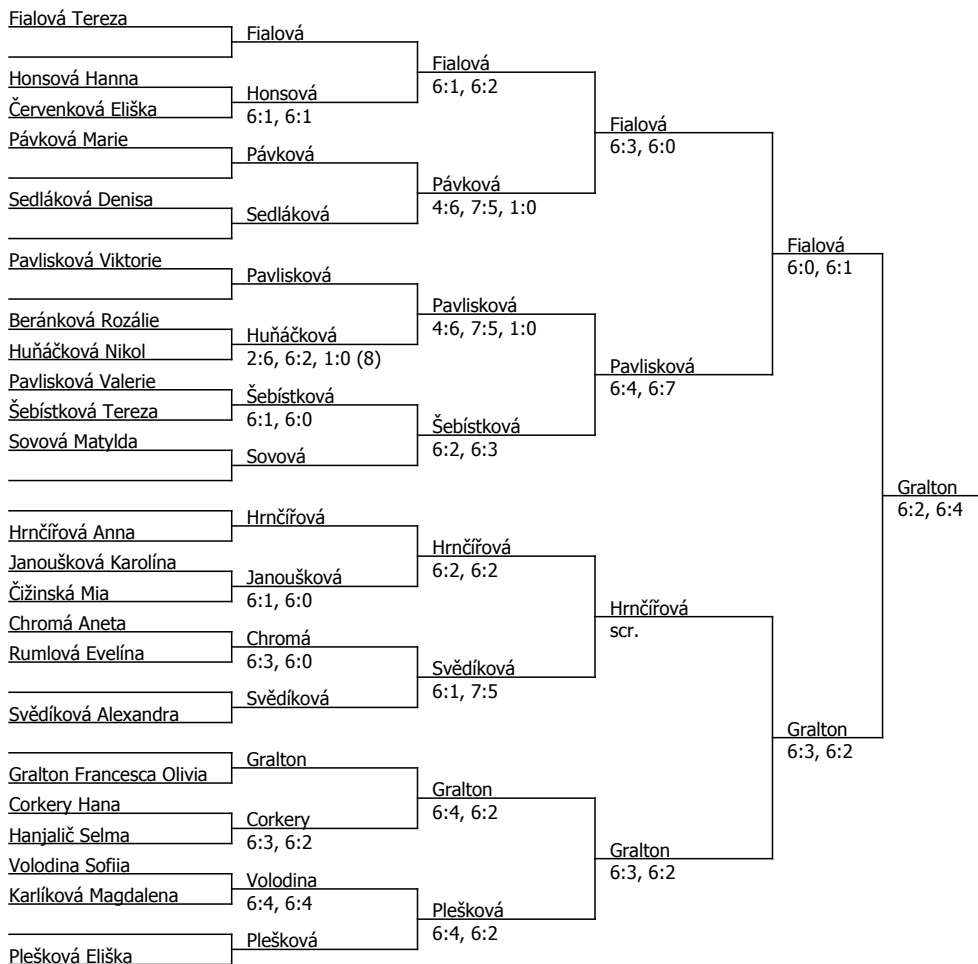 Fialová Tereza
Honsová Hanna
Červenková Eliška
Pávková Marie
Sedláková Denisa
Pavlisková Viktorie
Beránková Rozálie
Huňáčková Nikol
Pavlisková Valerie
Šebístková Tereza
Sovová Matylda
Hrnčířová Anna
Janoušková Karolína
Čižinská Mia
Chromá Aneta
Rumlová Evelína
Svědíková Alexandra
Gralton Francesca Olivia
Corkery Hana
Hanjalič Selma
Volodina Sofiia
Karlíková Magdalena
Plešková Eliška
Fialová
Honsová
6:1, 6:1
Pávková
Sedláková
Pavlisková
Huňáčková
2:6, 6:2, 1:0 (8)
Šebístková
6:1, 6:0
Sovová
Hrnčířová
Janoušková
6:1, 6:0
Chromá
6:3, 6:0
Svědíková
Gralton
Corkery
6:3, 6:2
Volodina
6:4, 6:4
Plešková
Fialová
6:1, 6:2
Pávková
4:6, 7:5, 1:0
Pavlisková
4:6, 7:5, 1:0
Šebístková
6:2, 6:3
Hrnčířová
6:2, 6:2
Svědíková
6:1, 7:5
Gralton
6:4, 6:2
Plešková
6:4, 6:2
Fialová
6:3, 6:0
Pavlisková
6:4, 6:7
Hrnčířová
scr.
Gralton
6:3, 6:2
Fialová
6:0, 6:1
Gralton
6:3, 6:2
Gralton
6:2, 6:4